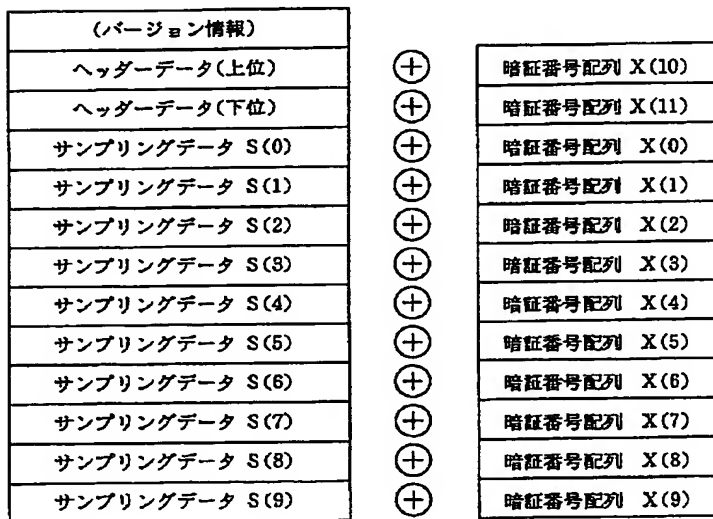 (バージョン情報)
ヘッダーデータ(上位) ⊕ 暗証番号配列 X(10)
ヘッダーデータ(下位) ⊕ 暗証番号配列 X(11)
サンプリングデータ S(0) ⊕ 暗証番号配列 X(0)
サンプリングデータ S(1) ⊕ 暗証番号配列 X(1)
サンプリングデータ S(2) ⊕ 暗証番号配列 X(2)
サンプリングデータ S(3) ⊕ 暗証番号配列 X(3)
サンプリングデータ S(4) ⊕ 暗証番号配列 X(4)
サンプリングデータ S(5) ⊕ 暗証番号配列 X(5)
サンプリングデータ S(6) ⊕ 暗証番号配列 X(6)
サンプリングデータ S(7) ⊕ 暗証番号配列 X(7)
サンプリングデータ S(8) ⊕ 暗証番号配列 X(8)
サンプリングデータ S(9) ⊕ 暗証番号配列 X(9)